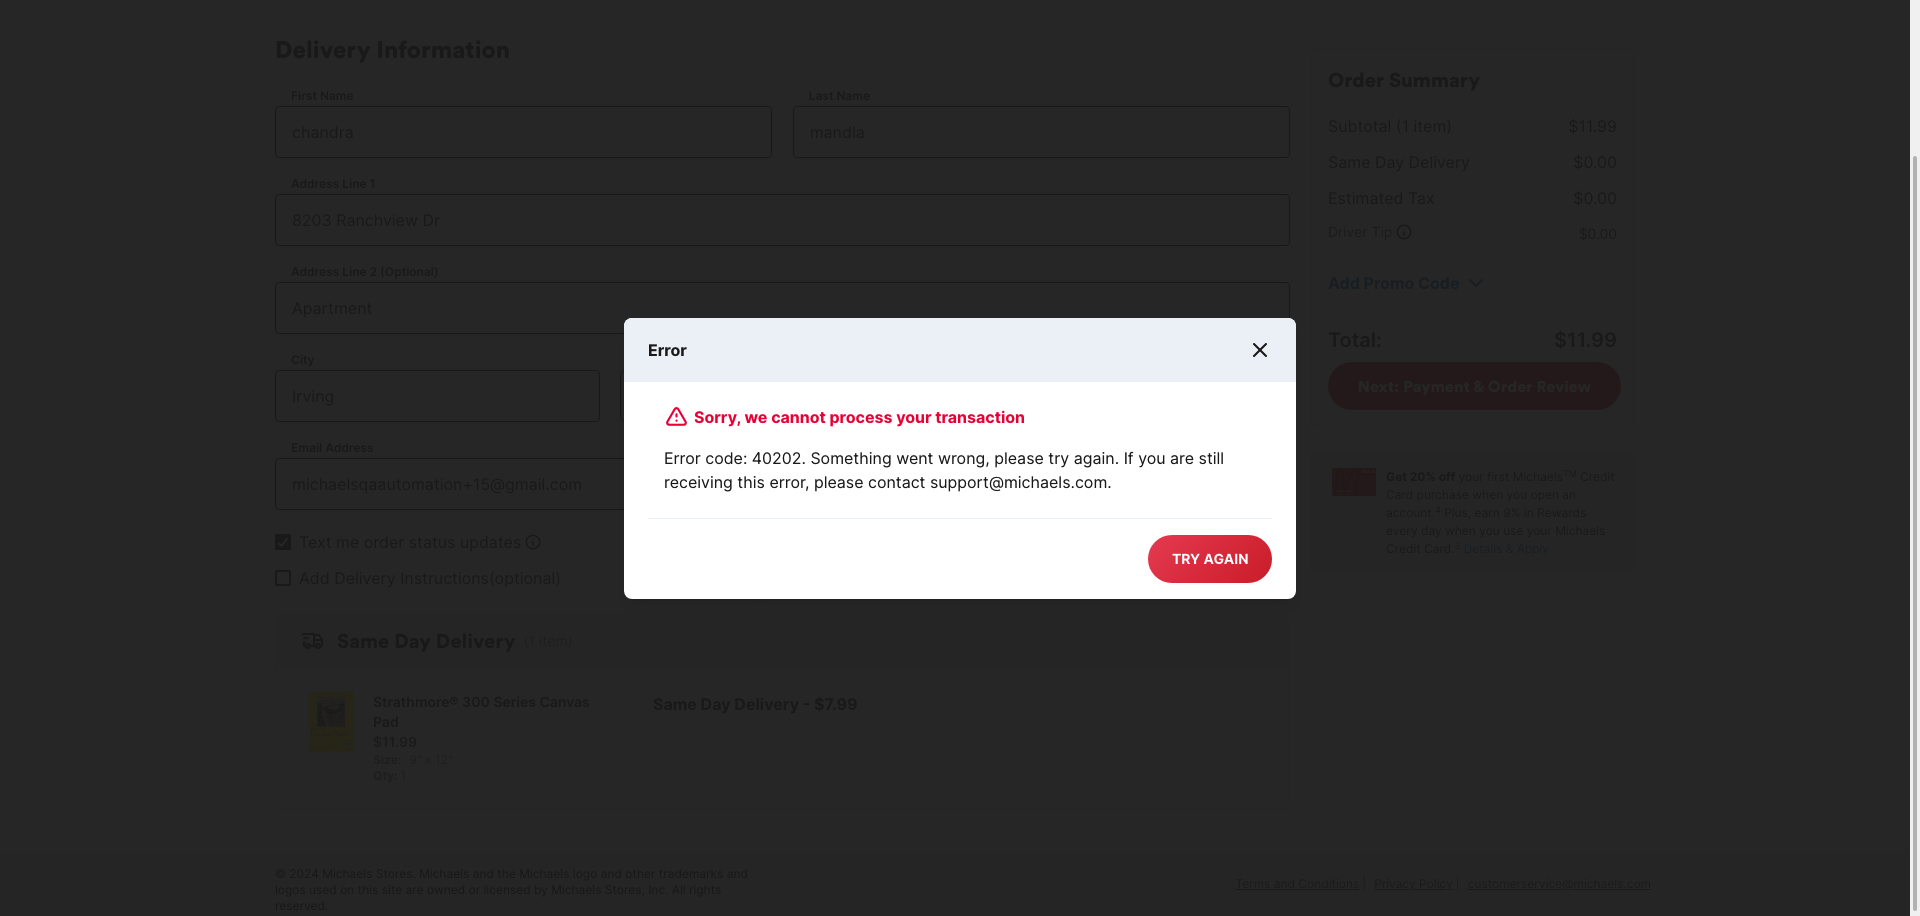 Delivery Information
First Name
Last Name
chandra
mandla
Address Line 1
8203 Ranchview Dr
Address Line 2 (Optional)
Apartment
City
Irving
Email Address
michaelsqaautomation+15@gmail.com
Text me order status updates
Add Delivery Instructions(optional)
Same Day Delivery (1 item)
Strathmore® 300 Series Canvas
Pad
$11.99
Size: 9" x 12"
Qty: 1
Same Day Delivery - $7.99
Order Summary
Subtotal (1 item) $11.99
Same Day Delivery $0.00
Estimated Tax $0.00
Driver Tip $0.00
Add Promo Code
Total: $11.99
Next: Payment & Order Review
Get 20% off your first Michaels™ Credit
Card purchase when you open an
account.² Plus, earn 9% in Rewards
every day when you use your Michaels
Credit Card.³ Details & Apply
Error
Sorry, we cannot process your transaction
Error code: 40202. Something went wrong, please try again. If you are still
receiving this error, please contact support@michaels.com.
TRY AGAIN
© 2024 Michaels Stores. Michaels and the Michaels logo and other trademarks and
logos used on this site are owned or licensed by Michaels Stores, Inc. All rights
reserved.
Terms and Conditions | Privacy Policy | customerservice@michaels.com